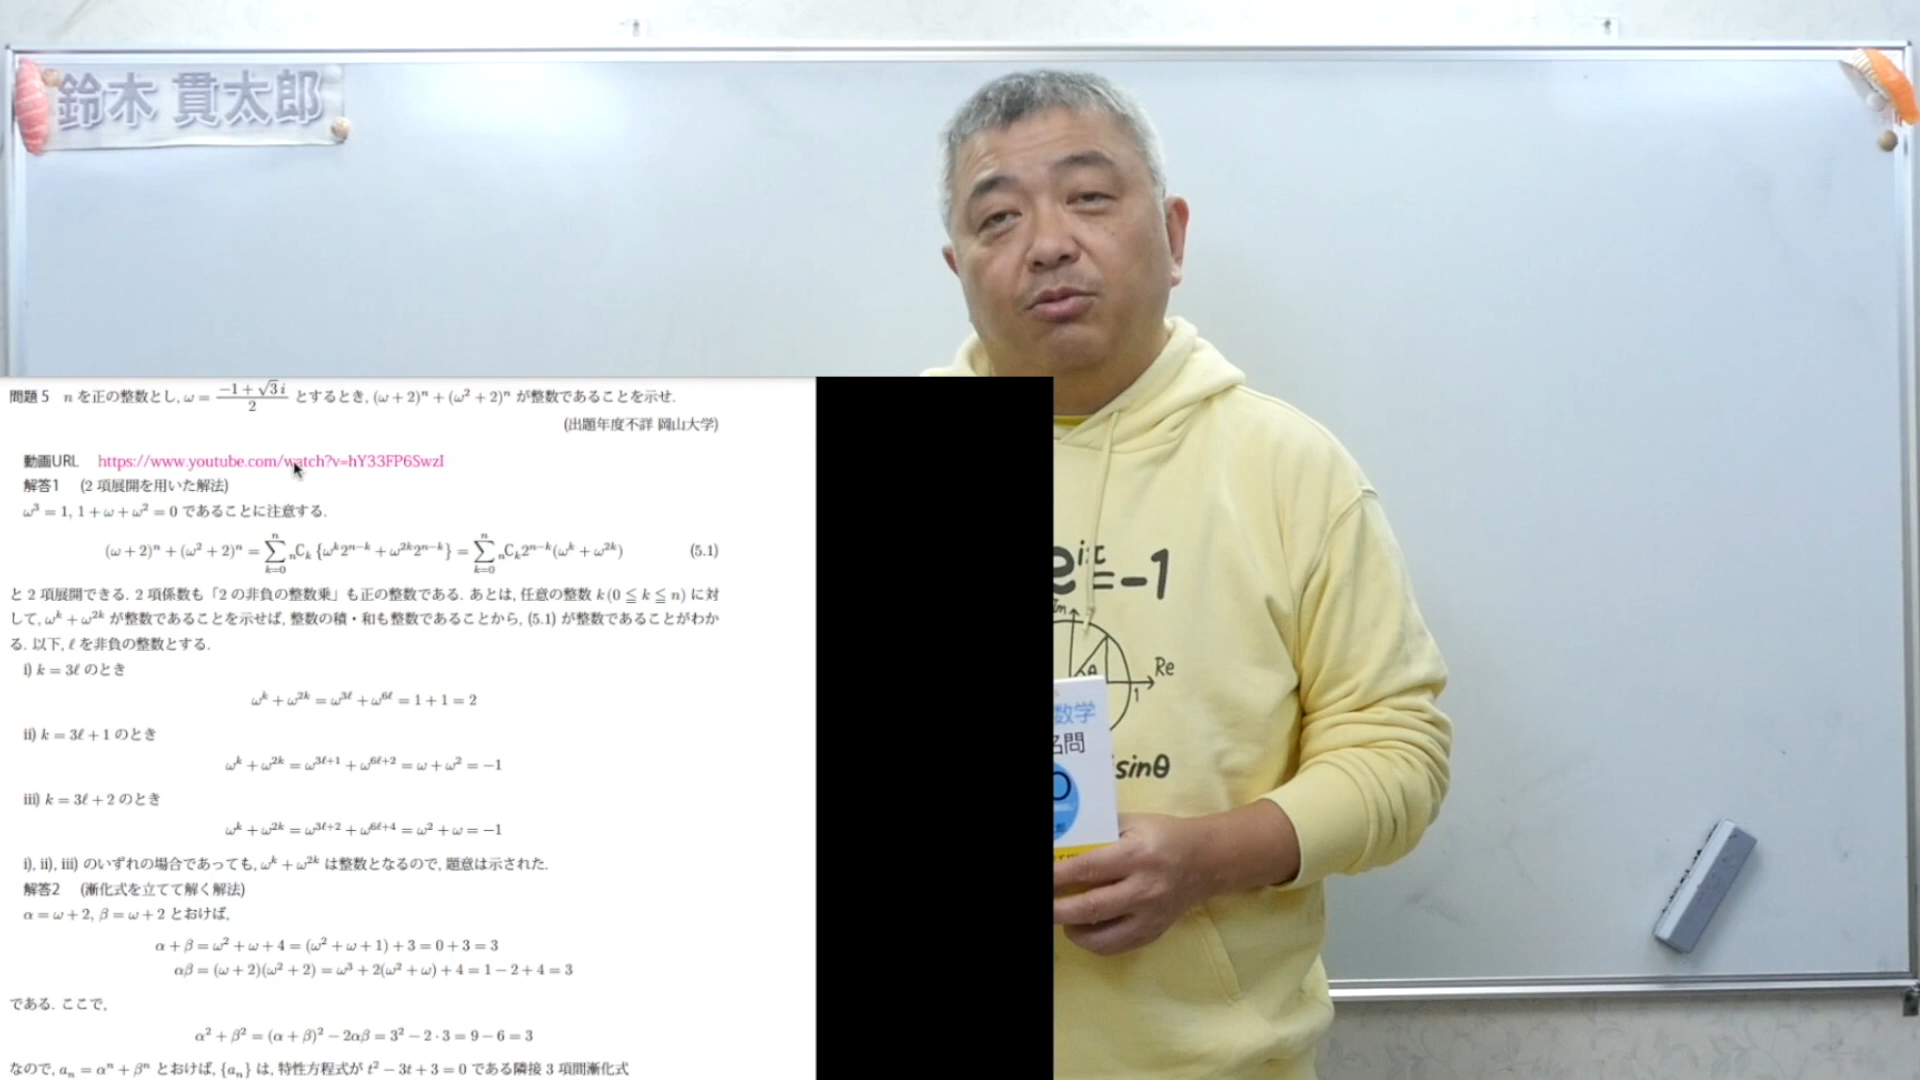 鈴木 貫太郎
問題 5 n を正の整数とし, ω = \frac{-1+\sqrt{3}i}{2} とするとき, (ω + 2)^n + (ω^2 + 2)^n が整数であることを示せ.
(出題年度不詳 岡山大学)
動画URL https://www.youtube.com/watch?v=hY33FP6SwzI
解答1 (2 項展開を用いた解法)
ω^3 = 1, 1 + ω + ω^2 = 0 であることに注意する.
(ω + 2)^n + (ω^2 + 2)^n = \sum_{k=0}^{n} {}_nC_k {ω^k 2^{n−k} + ω^{2k} 2^{n−k}} = \sum_{k=0}^{n} {}_nC_k 2^{n−k}(ω^k + ω^{2k}) (5.1)
と 2 項展開できる. 2 項係数も「2 の非負の整数乗」も正の整数である. あとは, 任意の整数 k (0 ≦ k ≦ n) に対
して, ω^k + ω^{2k} が整数であることを示せば, 整数の積・和も整数であることから, (5.1) が整数であることがわか
る. 以下, ℓ を非負の整数とする.
i) k = 3ℓ のとき
ω^k + ω^{2k} = ω^{3ℓ} + ω^{6ℓ} = 1 + 1 = 2
ii) k = 3ℓ + 1 のとき
ω^k + ω^{2k} = ω^{3ℓ+1} + ω^{6ℓ+2} = ω + ω^2 = −1
iii) k = 3ℓ + 2 のとき
ω^k + ω^{2k} = ω^{3ℓ+2} + ω^{6ℓ+4} = ω^2 + ω = −1
i), ii), iii) のいずれの場合であっても, ω^k + ω^{2k} は整数となるので, 題意は示された.
解答2 (漸化式を立てて解く解法)
α = ω + 2, β = ω + 2 とおけば,
α + β = ω^2 + ω + 4 = (ω^2 + ω + 1) + 3 = 0 + 3 = 3
αβ = (ω + 2)(ω^2 + 2) = ω^3 + 2(ω^2 + ω) + 4 = 1 − 2 + 4 = 3
である. ここで,
α^2 + β^2 = (α + β)^2 − 2αβ = 3^2 − 2 · 3 = 9 − 6 = 3
なので, a_n = α^n + β^n とおけば, {a_n} は, 特性方程式が t^2 − 3t + 3 = 0 である隣接 3 項間漸化式
e^{iπ}=-1
Im
θ
Re
1
数学
名問
sinθ